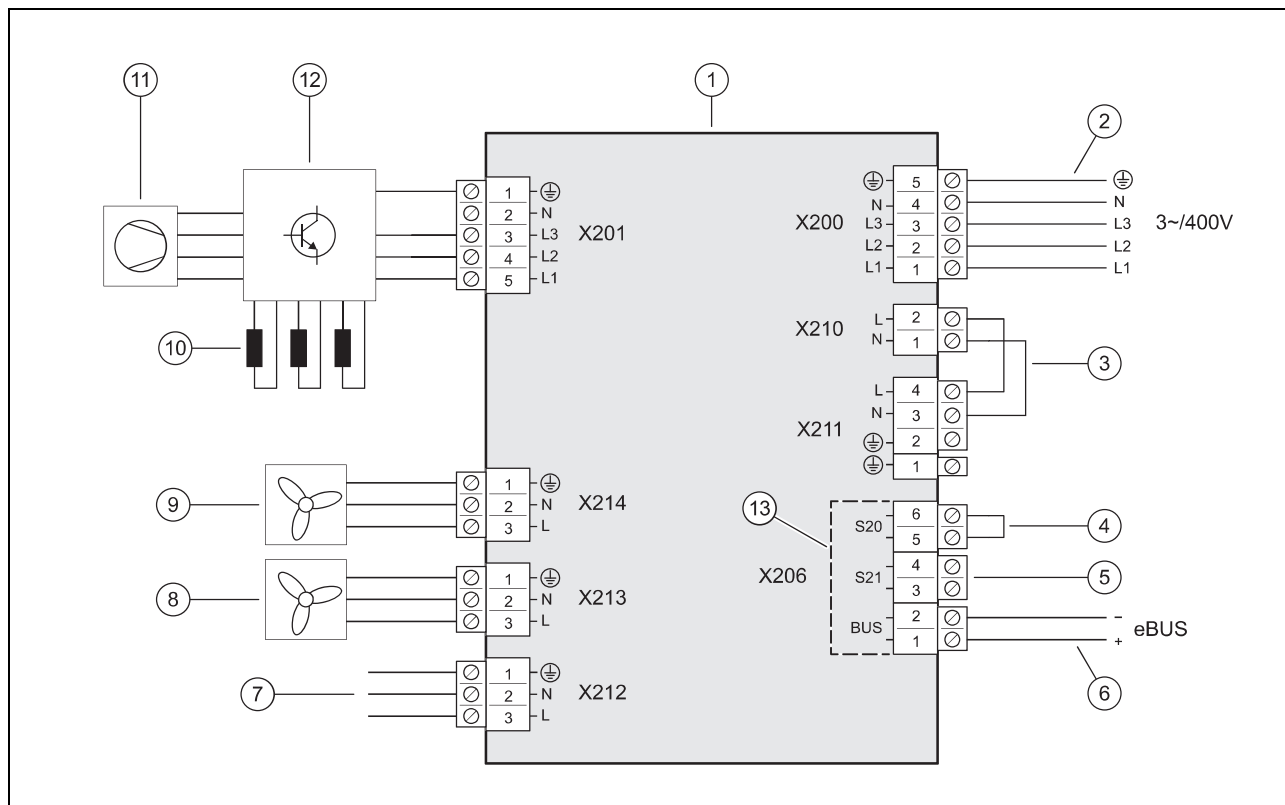 11
12
1
2
X201
1
2 N
3 L3
4 L2
5 L1
X200
5
N 4 N
L3 3 L3
L2 2 L2
L1 1 L1
3~/400V
10
X210
L 2
N 1
3
X211
L 4
N 3
2
1
9
1
2 N
3 L
X214
13
X206
S20
6
5
4
S21
4
3
5
BUS
2 −
1 +
eBUS
6
8
1
2 N
3 L
X213
7
1
2 N
3 L
X212